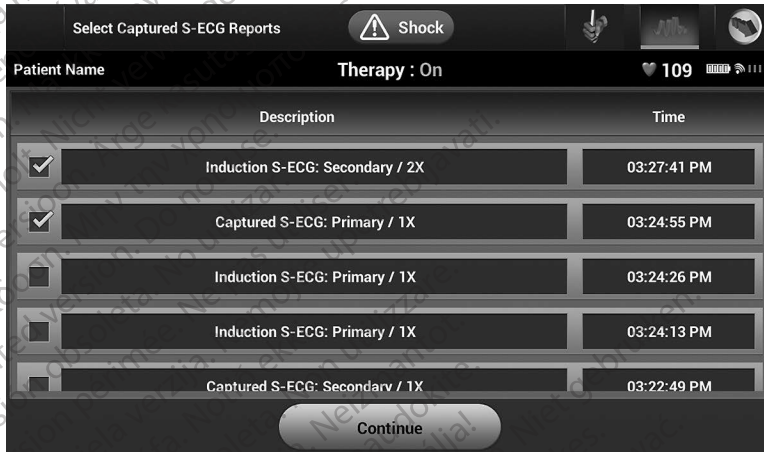 Select Captured S-ECG Reports
Shock
Patient Name
Therapy : On
109
Description
Time
Induction S-ECG: Secondary / 2X
03:27:41 PM
Captured S-ECG: Primary / 1X
03:24:55 PM
Induction S-ECG: Primary / 1X
03:24:26 PM
Induction S-ECG: Primary / 1X
03:24:13 PM
Captured S-ECG: Secondary / 1X
03:22:49 PM
Continue